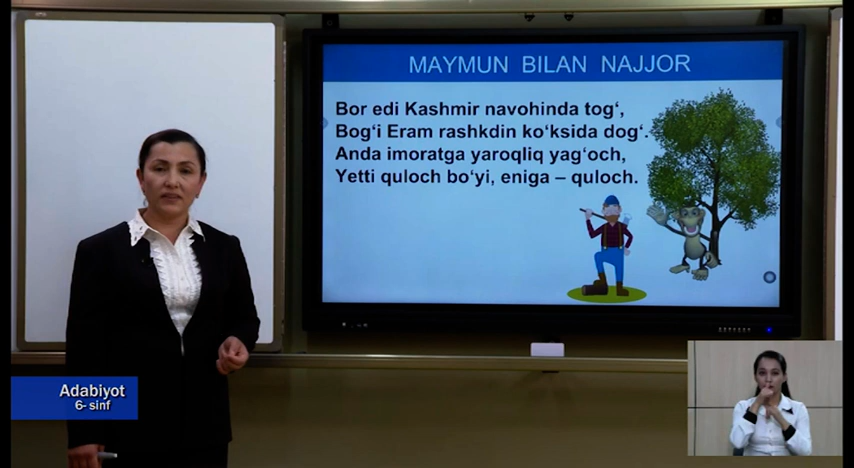 MAYMUN BILAN NAJJOR
Bor edi Kashmir navohinda tog‘,
Bog‘i Eram rashkdin ko‘ksida dog‘.
Anda imoratga yaroqliq yag‘och,
Yetti quloch bo‘yi, eniga – quloch.
Adabiyot
6- sinf